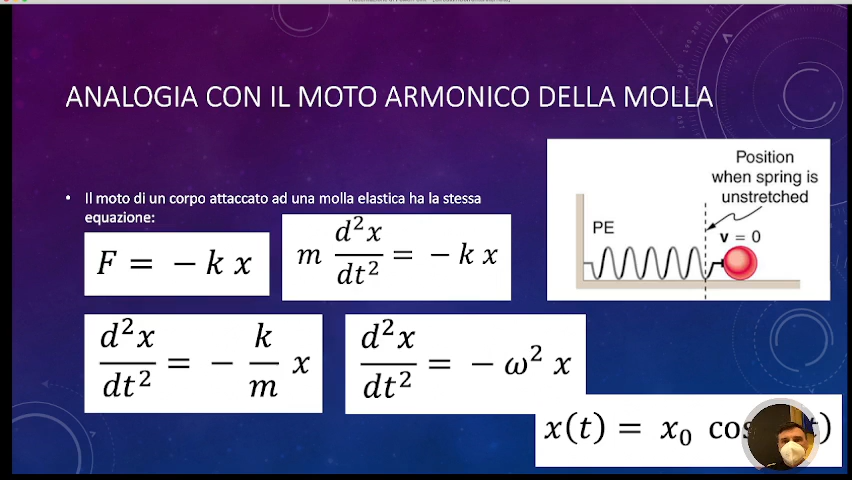 ANALOGIA CON IL MOTO ARMONICO DELLA MOLLA
• Il moto di un corpo attaccato ad una molla elastica ha la stessa
equazione:
F = − k x
m d²x/dt² = − k x
Position
when spring is
unstretched
PE
v = 0
d²x/dt² = − k/m x
d²x/dt² = − ω² x
x(t) = x₀ cos t)